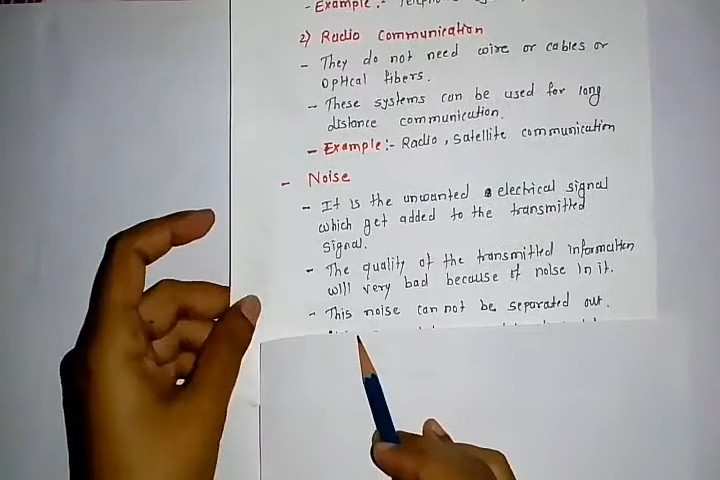 - Example :-
2) Radio Communication
- They do not need wire or cables or
Optical fibers.
- These systems can be used for long
distance communication.
- Example:- Radio, satellite communication
- Noise
- It is the unwanted electrical signal
which get added to the transmitted
signal.
- The quality of the transmitted information
will very bad because of noise in it.
- This noise can not be separated out.